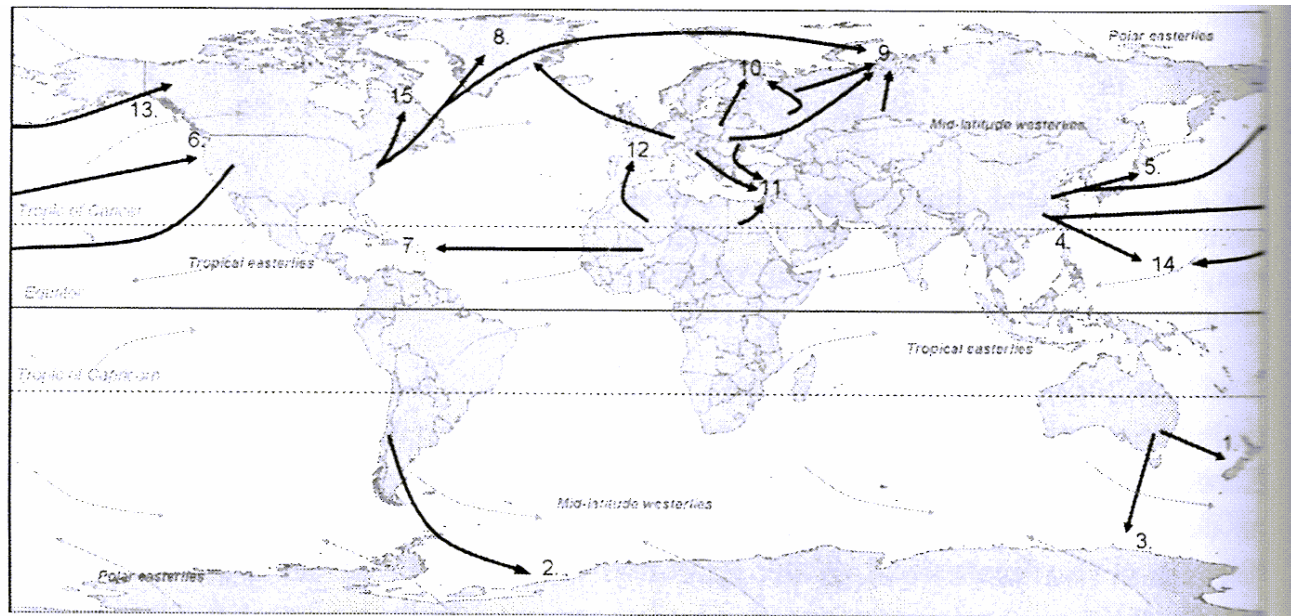 8.
9
Polar easterlies
10.
15.
13.
6.
Mid-latitude westerlies
12
5.
11
Tropic of Cancer
7.
4.
Tropical easterlies
14.
Equator
Tropical easterlies
Tropic of Capricorn
1.
Mid-latitude westerlies
3.
2.
Polar easterlies